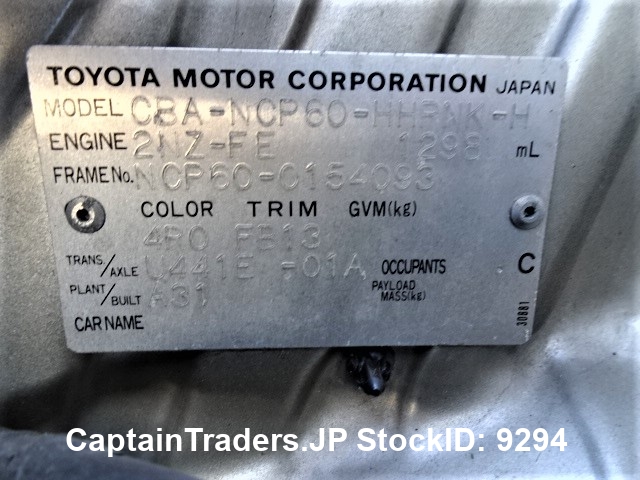 TOYOTA MOTOR CORPORATION JAPAN
MODEL CBA-NCP60-HHRNK-H
ENGINE 2NZ-FE 1298 mL
FRAME No. NCP60-0154093
COLOR TRIM GVM(kg)
4R0 FB13
TRANS./AXLE U441E -01A OCCUPANTS C
PLANT/BUILT A31 PAYLOAD MASS(kg)
CAR NAME
30881
CaptainTraders.JP StockID: 9294